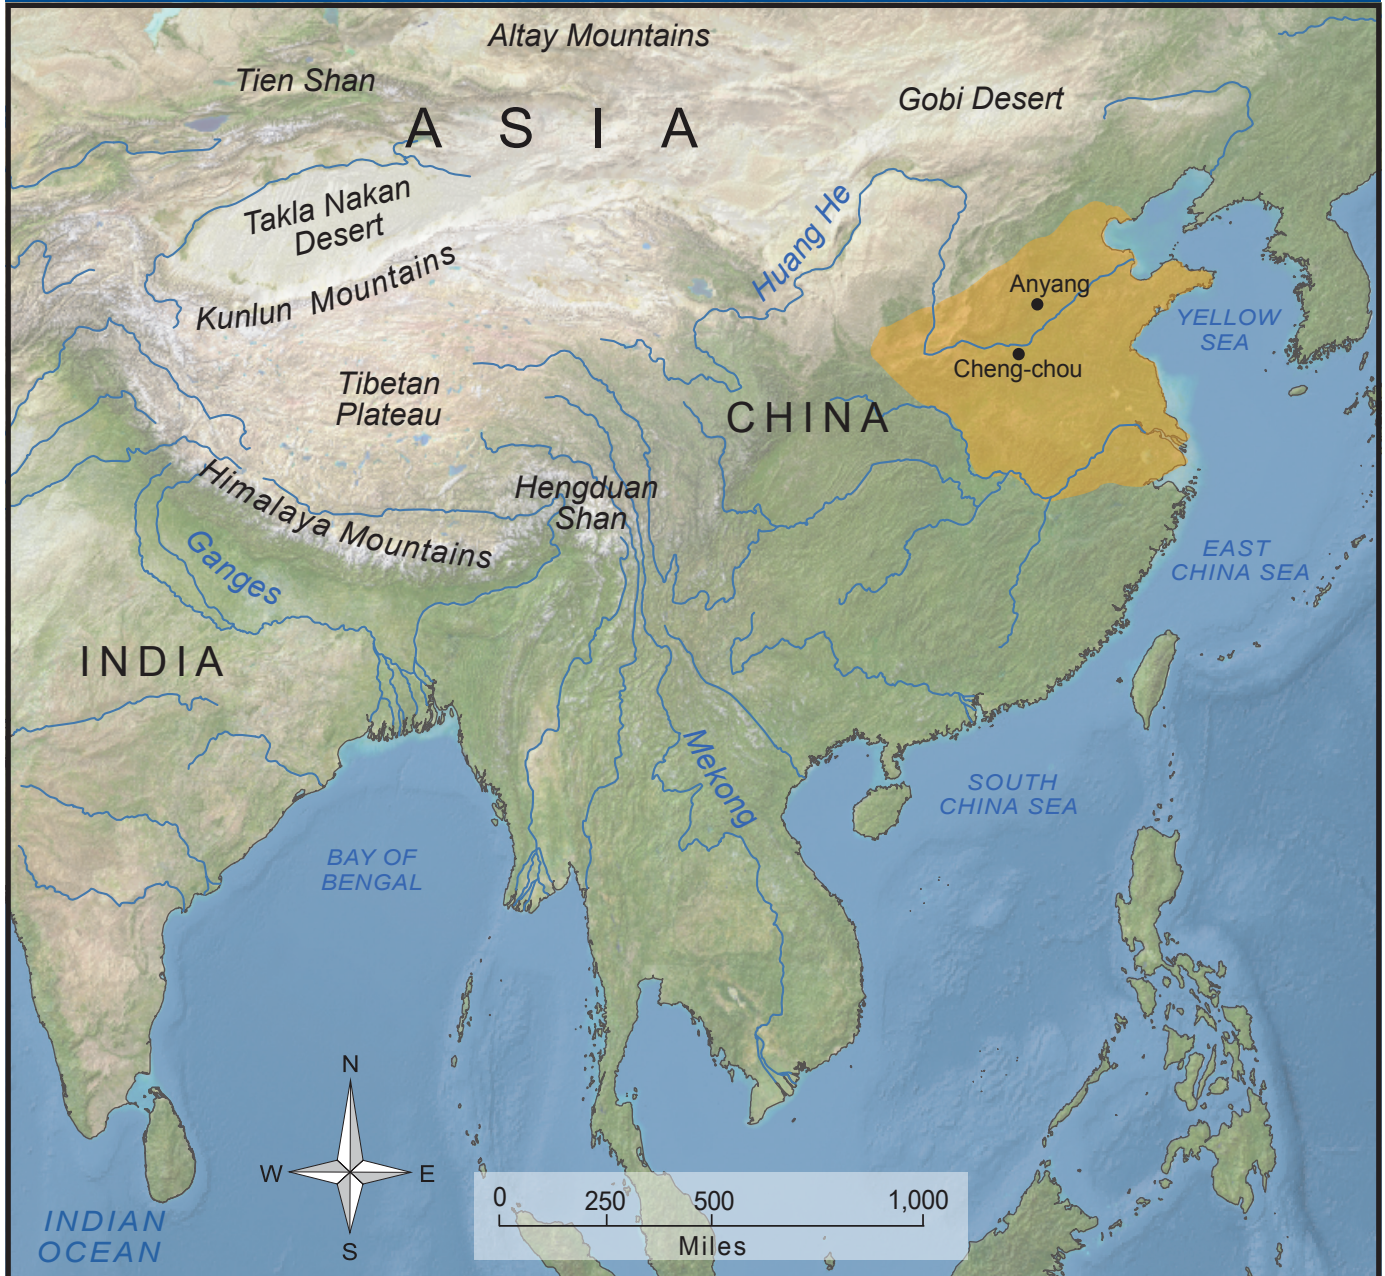 Altay Mountains
Tien Shan
Gobi Desert
ASIA
Takla Nakan
Desert
Huang He
Kunlun Mountains
Anyang
YELLOW
SEA
Cheng-chou
Tibetan
Plateau
CHINA
Himalaya Mountains
Hengduan
Shan
Ganges
EAST
CHINA SEA
INDIA
Mekong
SOUTH
CHINA SEA
BAY OF
BENGAL
N
W
E
S
0 250 500 1,000
Miles
INDIAN
OCEAN